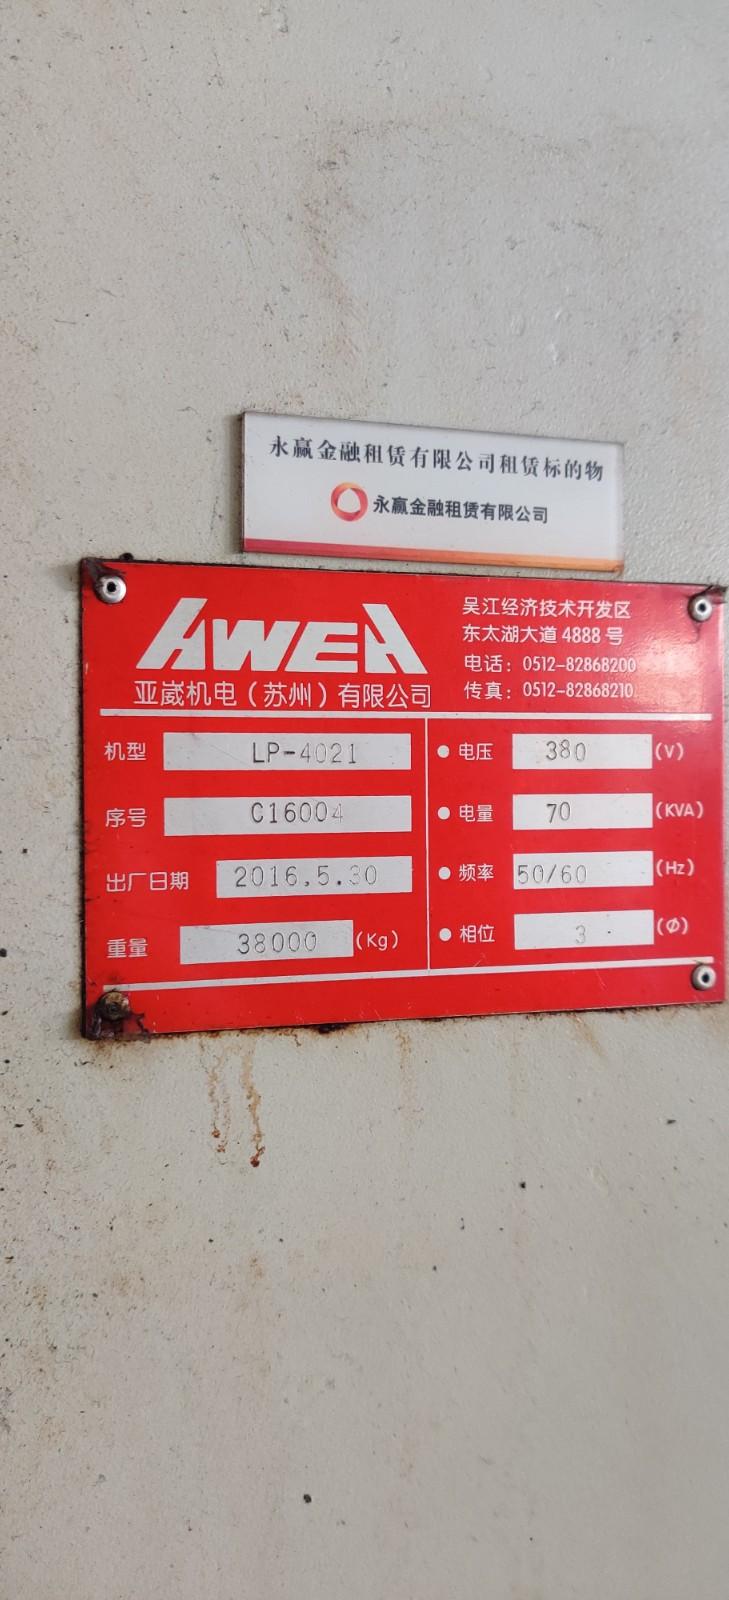 永赢金融租赁有限公司租赁标的物
永赢金融租赁有限公司
AWEA
亚崴机电（苏州）有限公司
吴江经济技术开发区
东太湖大道 4888 号
电话：0512-82868200
传真：0512-82868210
机型 LP-4021
序号 C16004
出厂日期 2016.5.30
重量 38000 (Kg)
电压 380 (V)
电量 70 (KVA)
频率 50/60 (Hz)
相位 3 (Φ)